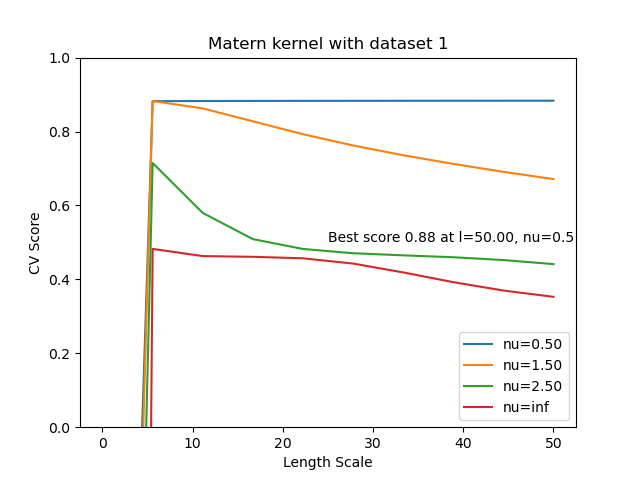 Matern kernel with dataset 1
1.0
0.8
0.6
0.4
0.2
0.0
CV Score
Best score 0.88 at l=50.00, nu=0.5
nu=0.50
nu=1.50
nu=2.50
nu=inf
0 10 20 30 40 50
Length Scale